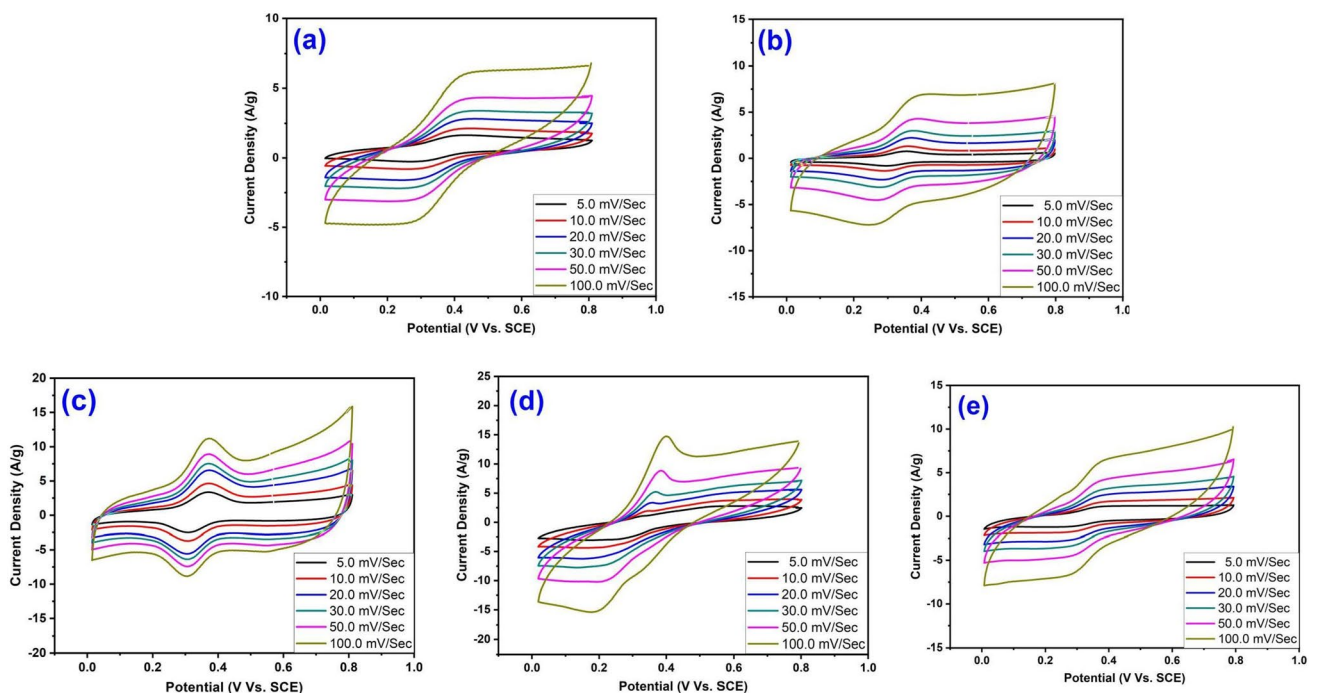 (a)
10
5
0
-5
-10
Current Density (A/g)
0.0 0.2 0.4 0.6 0.8 1.0
Potential (V Vs. SCE)
5.0 mV/Sec
10.0 mV/Sec
20.0 mV/Sec
30.0 mV/Sec
50.0 mV/Sec
100.0 mV/Sec
(b)
15
10
5
0
-5
-10
-15
Current Density (A/g)
0.0 0.2 0.4 0.6 0.8 1.0
Potential (V Vs. SCE)
5.0 mV/Sec
10.0 mV/Sec
20.0 mV/Sec
30.0 mV/Sec
50.0 mV/Sec
100.0 mV/Sec
(c)
20
15
10
5
0
-5
-10
-15
-20
Current Density (A/g)
0.0 0.2 0.4 0.6 0.8 1.0
Potential (V Vs. SCE)
5.0 mV/Sec
10.0 mV/Sec
20.0 mV/Sec
30.0 mV/Sec
50.0 mV/Sec
100.0 mV/Sec
(d)
25
20
15
10
5
0
-5
-10
-15
-20
Current Density (A/g)
0.0 0.2 0.4 0.6 0.8 1.0
Potential (V Vs. SCE)
5.0 mV/Sec
10.0 mV/Sec
20.0 mV/Sec
30.0 mV/Sec
50.0 mV/Sec
100.0 mV/Sec
(e)
15
10
5
0
-5
-10
-15
Current Density (A/g)
0.0 0.2 0.4 0.6 0.8 1.0
Potential (V Vs. SCE)
5.0 mV/Sec
10.0 mV/Sec
20.0 mV/Sec
30.0 mV/Sec
50.0 mV/Sec
100.0 mV/Sec